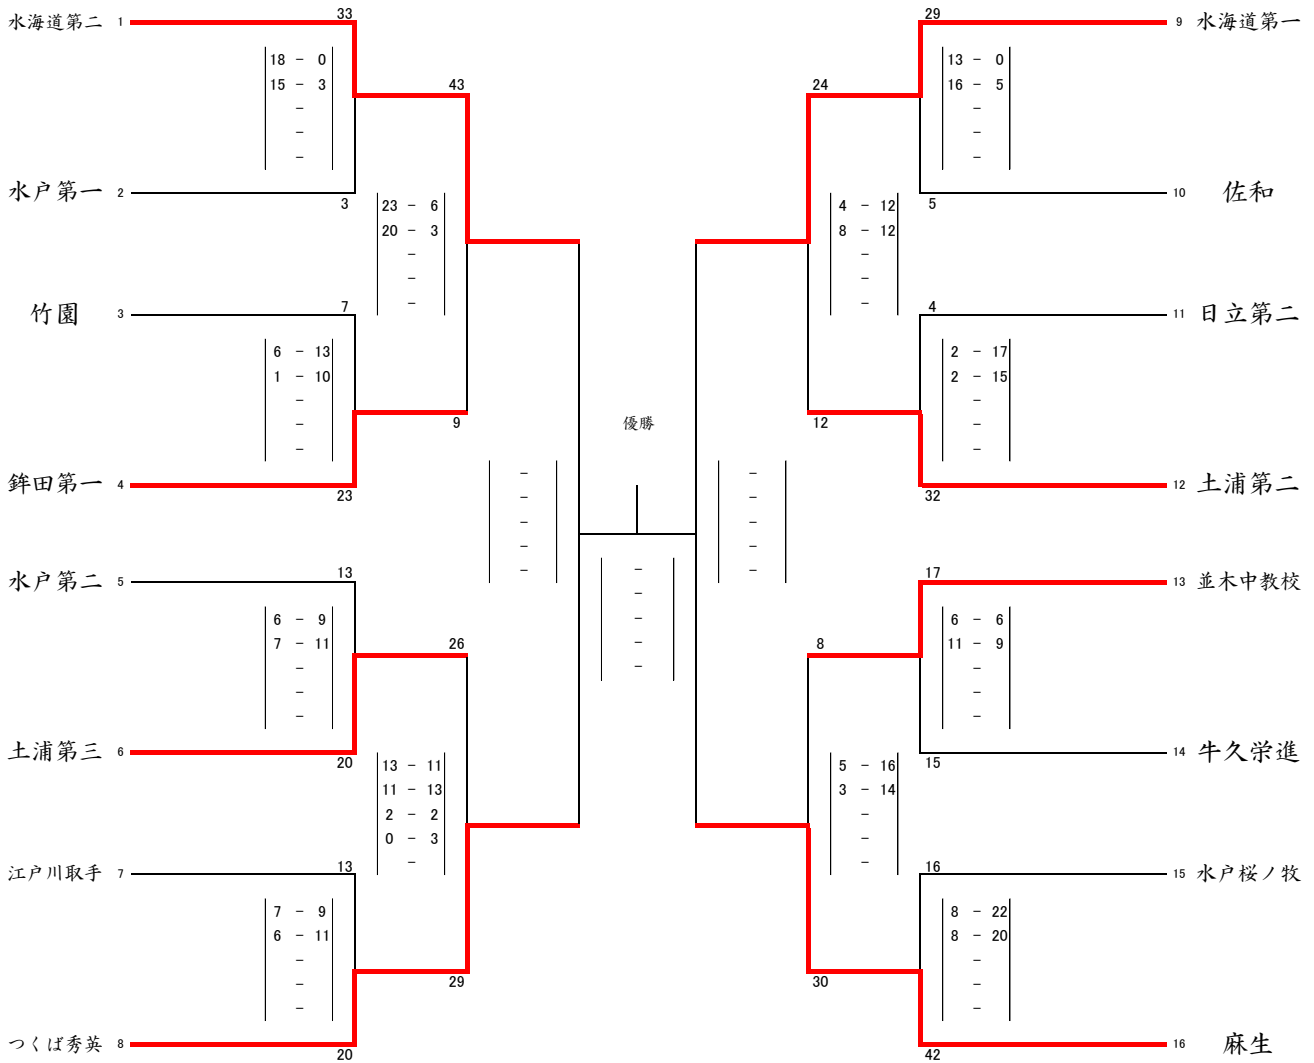 水海道第二 1 33 29 9 水海道第一
18 - 0 13 - 0
15 - 3 43 24 16 - 5
- -
- -
- -
水戸第一 2 3 5 10 佐和
23 - 6 4 - 12
20 - 3 8 - 12
- -
- -
- -
竹園 3 7 4 11 日立第二
6 - 13 2 - 17
1 - 10 2 - 15
- -
- -
- -
9 優勝 12
鉾田第一 4 23 32 12 土浦第二
- -
- -
- -
- -
- -
水戸第二 5 13 - 17 13 並木中教校
-
-
-
-
6 - 9 6 - 6
7 - 11 26 8 11 - 9
- -
- -
- -
土浦第三 6 20 15 14 牛久栄進
13 - 11 5 - 16
11 - 13 3 - 14
2 - 2 -
0 - 3 -
- -
江戸川取手 7 13 16 15 水戸桜ノ牧
7 - 9 8 - 22
6 - 11 8 - 20
- -
- -
- -
29 30
つくば秀英 8 20 42 16 麻生